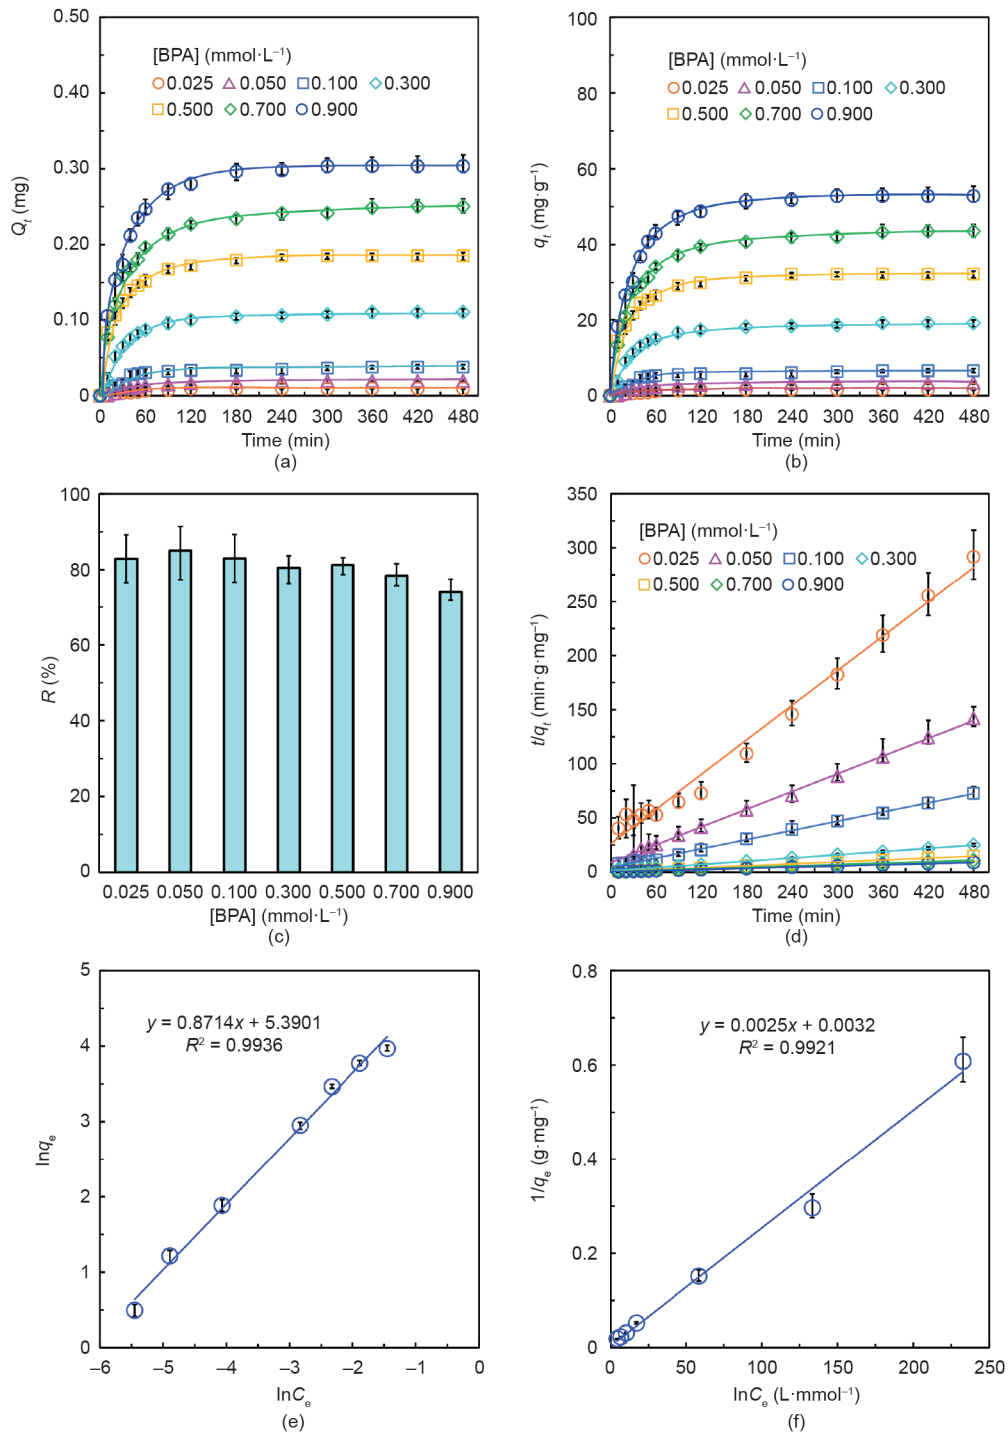 0.50
0.40
0.30
0.20
0.10
0
Q_t (mg)
[BPA] (mmol·L⁻¹)
0.025 0.050 0.100 0.300
0.500 0.700 0.900
0 60 120 180 240 300 360 420 480
Time (min)
(a)
100
80
60
40
20
0
q_t (mg·g⁻¹)
[BPA] (mmol·L⁻¹)
0.025 0.050 0.100 0.300
0.500 0.700 0.900
0 60 120 180 240 300 360 420 480
Time (min)
(b)
100
80
60
40
20
0
R (%)
0.025 0.050 0.100 0.300 0.500 0.700 0.900
[BPA] (mmol·L⁻¹)
(c)
350
300
250
200
150
100
50
0
t/q_t (min·g·mg⁻¹)
[BPA] (mmol·L⁻¹)
0.025 0.050 0.100 0.300
0.500 0.700 0.900
0 60 120 180 240 300 360 420 480
Time (min)
(d)
5
4
3
2
1
0
lnq_e
y = 0.8714x + 5.3901
R² = 0.9936
–6 –5 –4 –3 –2 –1 0
lnC_e
(e)
0.8
0.6
0.4
0.2
0
1/q_e (g·mg⁻¹)
y = 0.0025x + 0.0032
R² = 0.9921
0 50 100 150 200 250
lnC_e (L·mmol⁻¹)
(f)